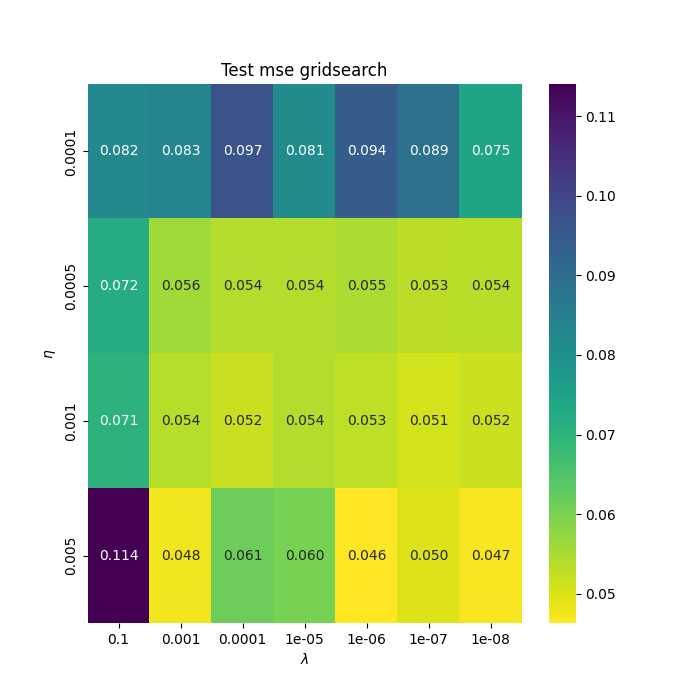 Test mse gridsearch
0.0001 0.082 0.083 0.097 0.081 0.094 0.089 0.075
0.0005 0.072 0.056 0.054 0.054 0.055 0.053 0.054
η
0.001 0.071 0.054 0.052 0.054 0.053 0.051 0.052
0.005 0.114 0.048 0.061 0.060 0.046 0.050 0.047
0.1 0.001 0.0001 1e-05 1e-06 1e-07 1e-08
λ
0.11
0.10
0.09
0.08
0.07
0.06
0.05